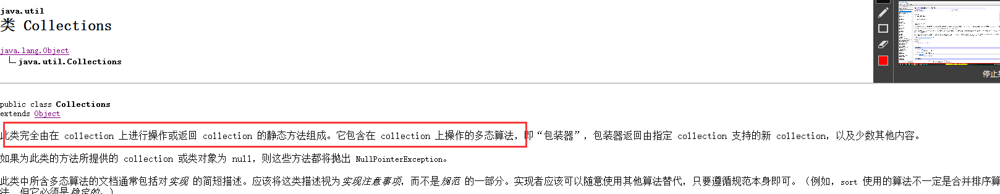 java.util
类 Collections
java.lang.Object
java.util.Collections
停止共
public class Collections
extends Object
此类完全由在 collection 上进行操作或返回 collection 的静态方法组成。它包含在 collection 上操作的多态算法，即“包装器”，包装器返回由指定 collection 支持的新 collection，以及少数其他内容。
如果为此类的方法所提供的 collection 或类对象为 null，则这些方法都将抛出 NullPointerException。
此类中所含多态算法的文档通常包括对实现 的简短描述。应该将这类描述视为实现注意事项，而不是规范 的一部分。实现者应该可以随意使用其他算法替代，只要遵循规范本身即可。（例如，sort 使用的算法不一定是合并排序算
法，但它必须是稳定的。）